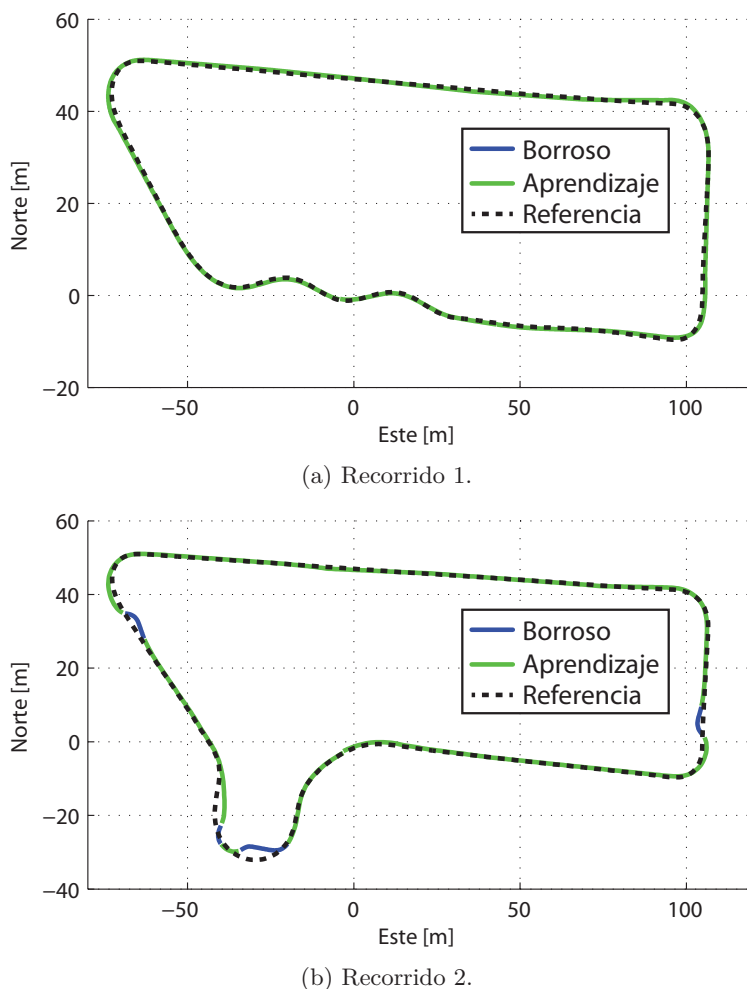 60
40
20
0
−20
Norte [m]
Borroso
Aprendizaje
Referencia
−50
0
50
100
Este [m]
(a) Recorrido 1.
60
40
20
0
−20
−40
Norte [m]
Borroso
Aprendizaje
Referencia
−50
0
50
100
Este [m]
(b) Recorrido 2.